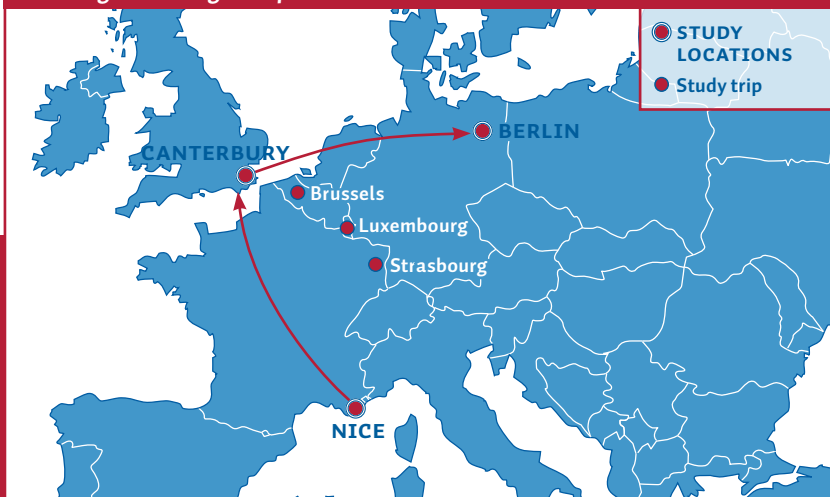 STUDY
LOCATIONS
Study trip
CANTERBURY
BERLIN
Brussels
Luxembourg
Strasbourg
NICE